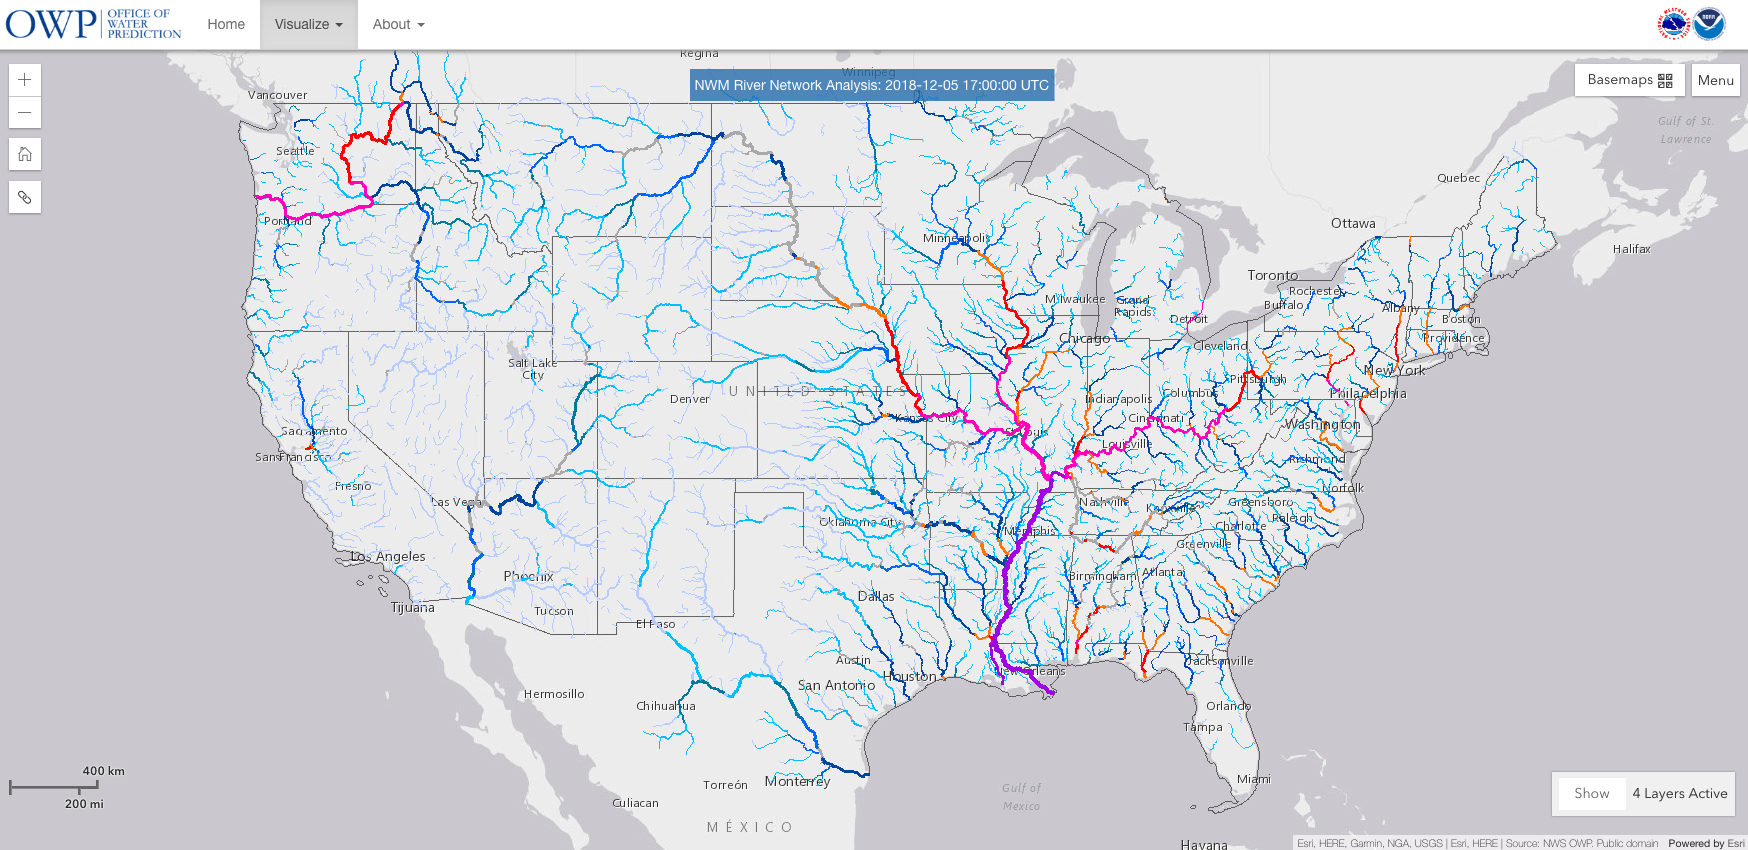 OWP
OFFICE OF
WATER
PREDICTION
Home
Visualize
About
NWM River Network Analysis: 2018-12-05 17:00:00 UTC
Basemaps
Menu
Regina
Winnipeg
Vancouver
Gulf of St.
Lawrence
Seattle
Quebec
Portland
Ottawa
Minneapolis
Halifax
Toronto
Milwaukee
Grand
Rapids
Rochester
Buffalo
Albany
Detroit
Boston
Chicago
Providence
Cleveland
Salt Lake
City
New York
Pittsburgh
UNITED STATES
Denver
Indianapolis
Columbus
Philadelphia
Kansas City
Cincinnati
Washington
Sacramento
St Louis
Louisville
San Francisco
Richmond
Fresno
Norfolk
Las Vegas
Nashville
Knoxville
Greensboro
Raleigh
Oklahoma City
Charlotte
Memphis
Greenville
Los Angeles
Phoenix
Birmingham
Atlanta
Dallas
Tijuana
Tucson
El Paso
Austin
Jacksonville
New Orleans
Houston
San Antonio
Hermosillo
Chihuahua
Orlando
Tampa
400 km
200 mi
Torreón
Monterrey
Miami
Gulf of
Mexico
Culiacan
Show
4 Layers Active
MÉXICO
Havana
Esri, HERE, Garmin, NGA, USGS | Esri, HERE | Source: NWS OWP. Public domain
Powered by Esri